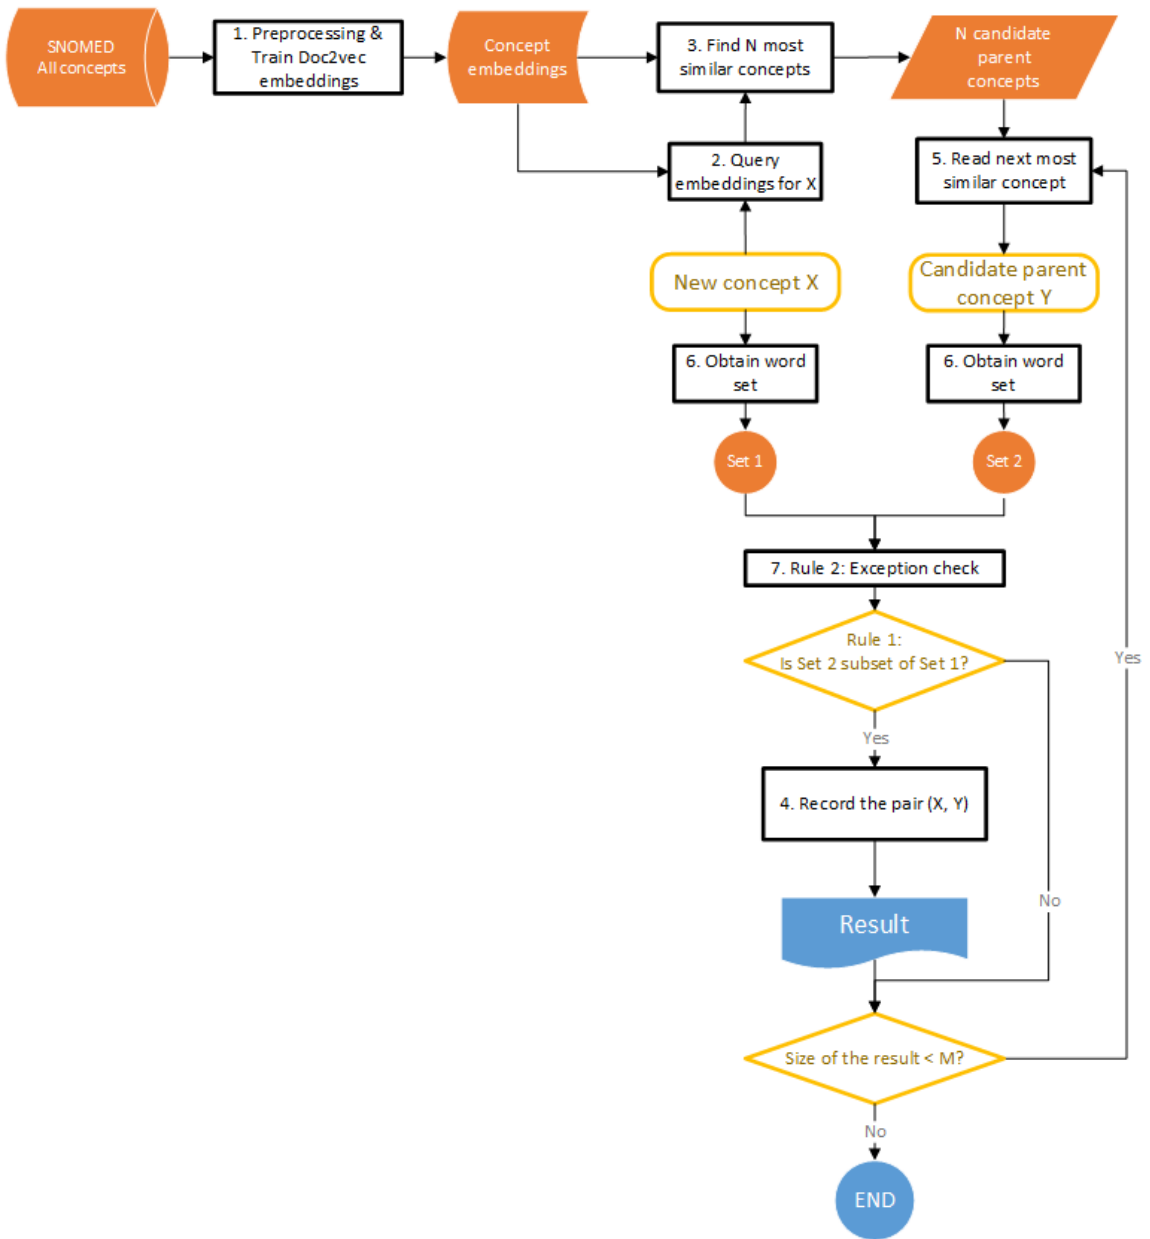 SNOMED
All concepts
1. Preprocessing &
Train Doc2vec
embeddings
Concept
embeddings
3. Find N most
similar concepts
N candidate
parent
concepts
2. Query
embeddings for X
5. Read next most
similar concept
New concept X
Candidate parent
concept Y
6. Obtain word
set
6. Obtain word
set
Set 1
Set 2
7. Rule 2: Exception check
Rule 1:
Is Set 2 subset of Set 1?
Yes
Yes
4. Record the pair (X, Y)
No
Result
Size of the result < M?
No
END